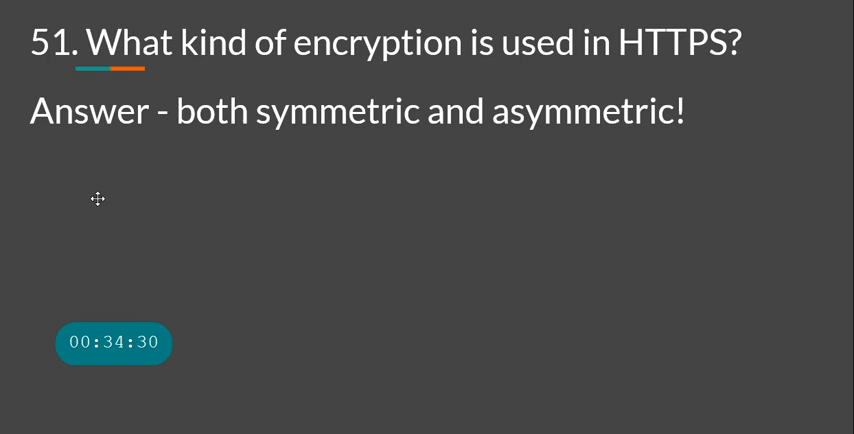 51. What kind of encryption is used in HTTPS?
Answer - both symmetric and asymmetric!
00:34:30